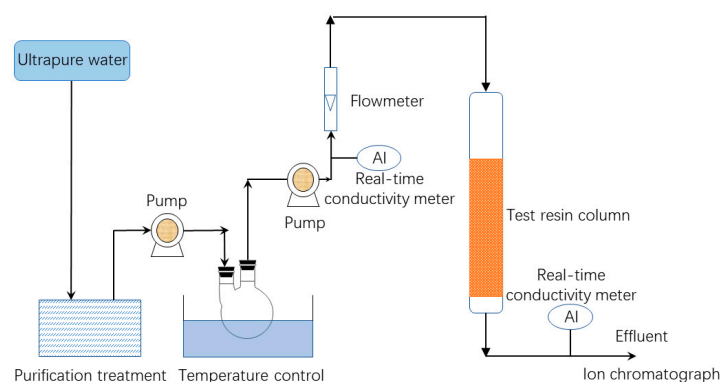 Ultrapure water
Flowmeter
AI
Real-time
conductivity meter
Pump
Pump
Test resin column
Real-time
conductivity meter
AI
Effluent
Purification treatment
Temperature control
Ion chromatograph